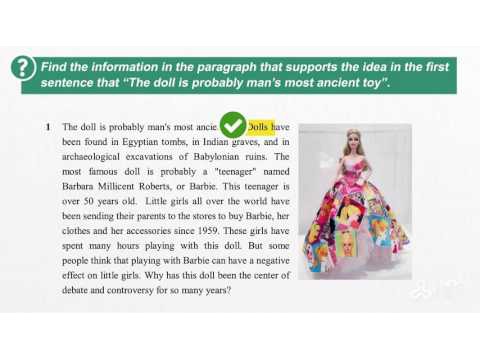 ?
Find the information in the paragraph that supports the idea in the first
sentence that “The doll is probably man’s most ancient toy”.
1 The doll is probably man's most ancie Dolls have
been found in Egyptian tombs, in Indian graves, and in
archaeological excavations of Babylonian ruins. The
most famous doll is probably a "teenager" named
Barbara Millicent Roberts, or Barbie. This teenager is
over 50 years old. Little girls all over the world have
been sending their parents to the stores to buy Barbie, her
clothes and her accessories since 1959. These girls have
spent many hours playing with this doll. But some
people think that playing with Barbie can have a negative
effect on little girls. Why has this doll been the center of
debate and controversy for so many years?